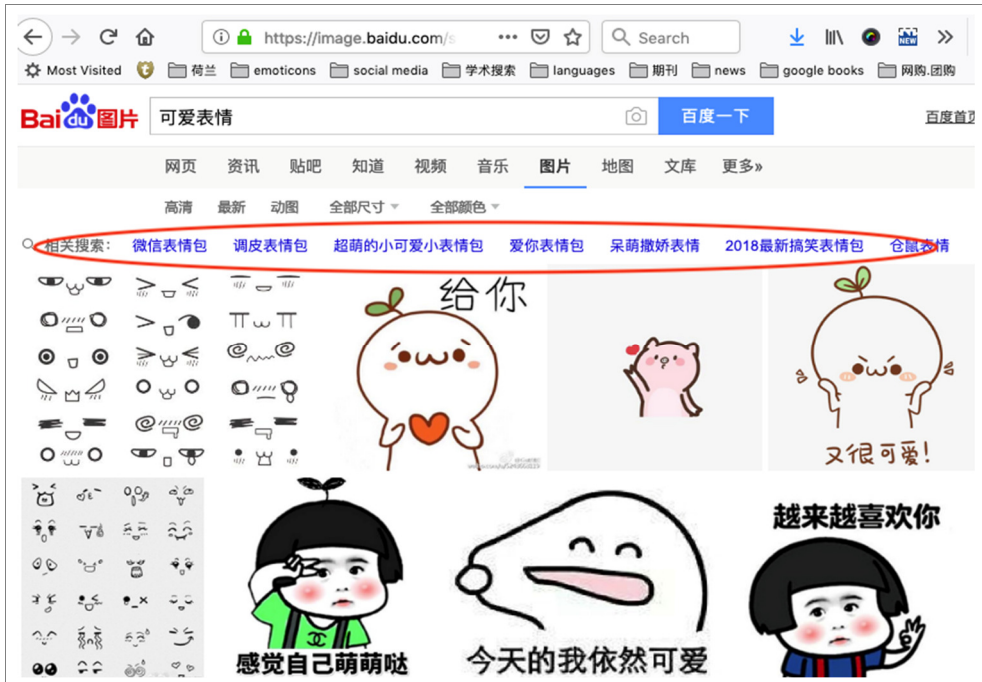 https://image.baidu.com/s
Search
NEW
Most Visited 荷兰 emoticons social media 学术搜索 languages 期刊 news google books 网购.团购
Bai du 图片 可爱表情 百度一下 百度首页
网页 资讯 贴吧 知道 视频 音乐 图片 地图 文库 更多»
高清 最新 动图 全部尺寸 全部颜色
相关搜索: 微信表情包 调皮表情包 超萌的小可爱小表情包 爱你表情包 呆萌撒娇表情 2018最新搞笑表情包 仓鼠表情
给你
又很可爱!
越来越喜欢你
感觉自己萌萌哒
今天的我依然可爱